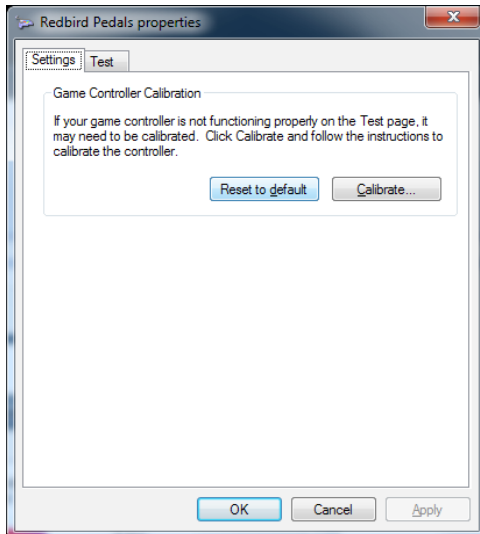 Redbird Pedals properties
X
Settings Test
Game Controller Calibration
If your game controller is not functioning properly on the Test page, it
may need to be calibrated. Click Calibrate and follow the instructions to
calibrate the controller.
Reset to default Calibrate...
OK Cancel Apply